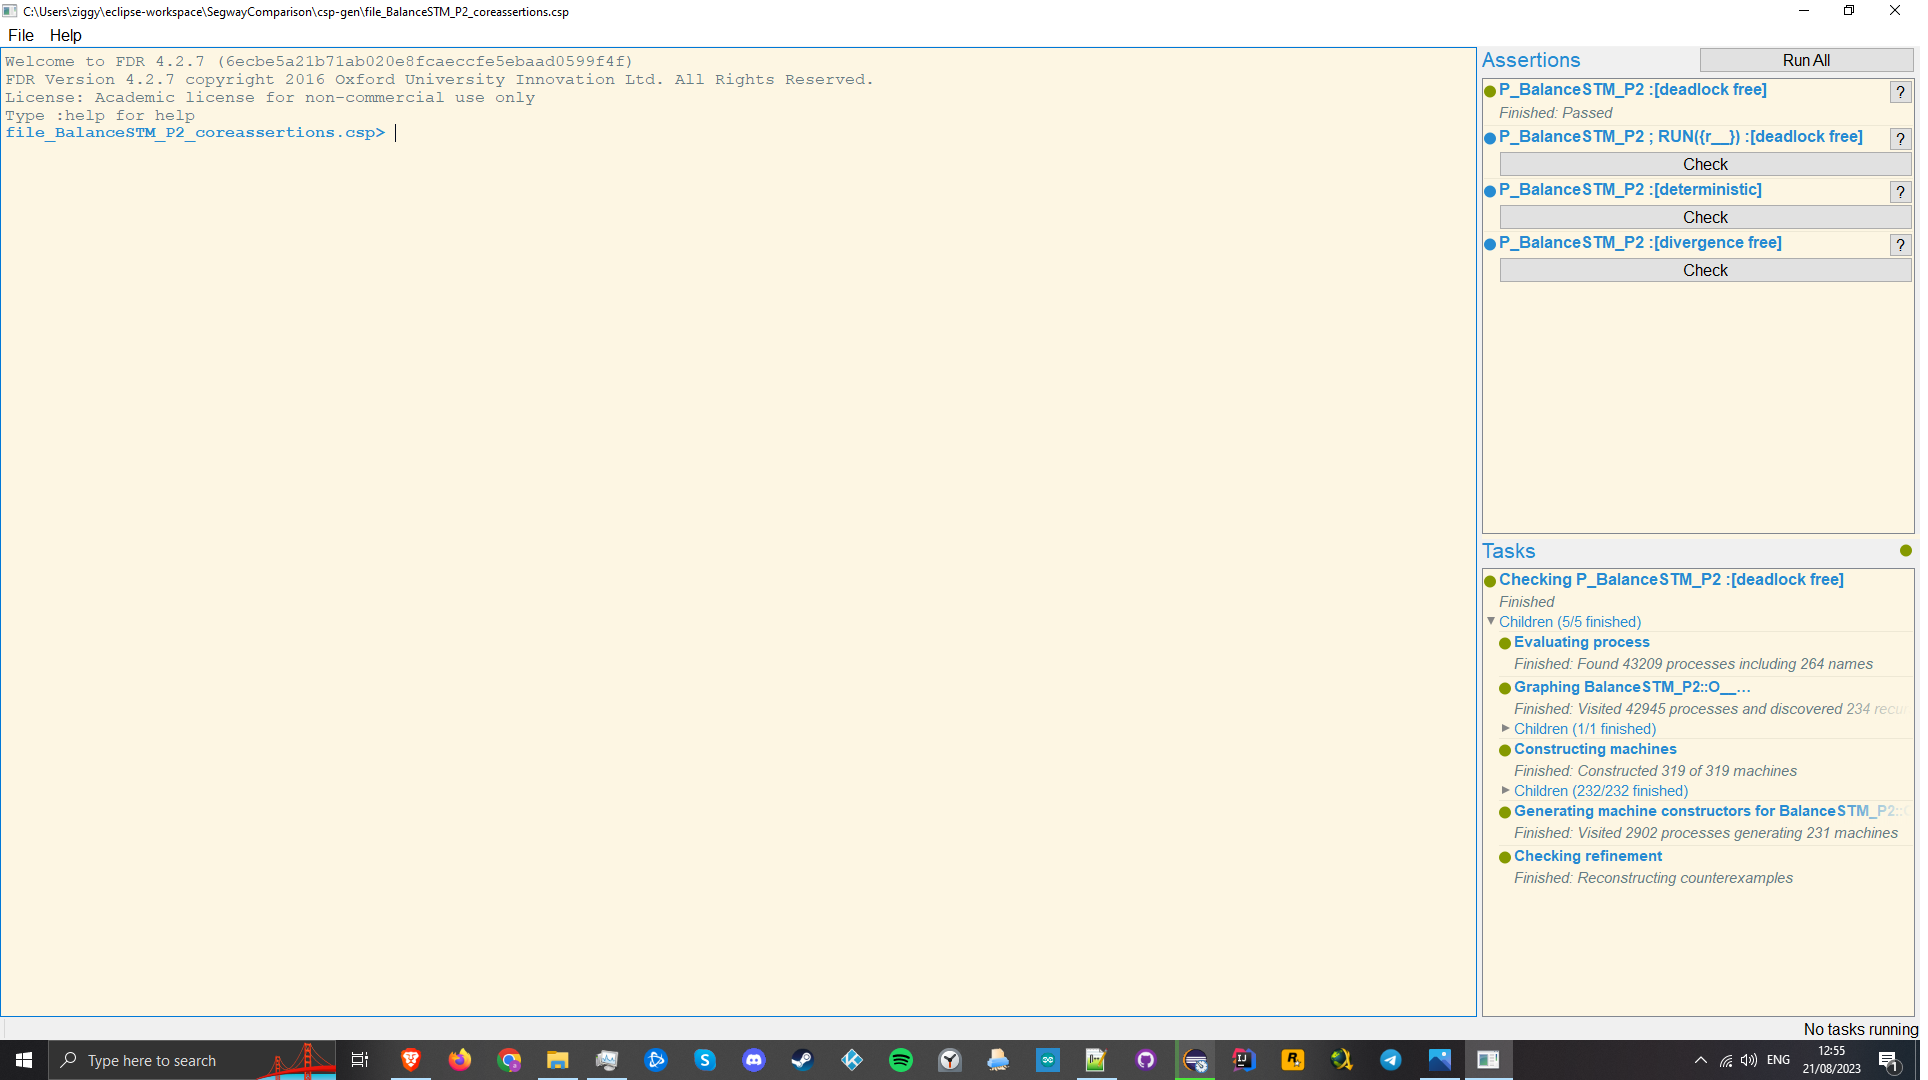 C:\Users\ziggy\eclipse-workspace\SegwayComparison\csp-gen\file_BalanceSTM_P2_coreassertions.csp
File Help
Welcome to FDR 4.2.7 (6ecbe5a21b71ab020e8fcaeccfe5ebaad0599f4f)
FDR Version 4.2.7 copyright 2016 Oxford University Innovation Ltd. All Rights Reserved.
License: Academic license for non-commercial use only
Type :help for help
file_BalanceSTM_P2_coreassertions.csp>
Assertions
Run All
P_BalanceSTM_P2 :[deadlock free]
?
Finished: Passed
P_BalanceSTM_P2 ; RUN({r__}) :[deadlock free]
?
Check
P_BalanceSTM_P2 :[deterministic]
?
Check
P_BalanceSTM_P2 :[divergence free]
?
Check
Tasks
Checking P_BalanceSTM_P2 :[deadlock free]
Finished
Children (5/5 finished)
Evaluating process
Finished: Found 43209 processes including 264 names
Graphing BalanceSTM_P2::O__...
Finished: Visited 42945 processes and discovered 234
Children (1/1 finished)
Constructing machines
Finished: Constructed 319 of 319 machines
Children (232/232 finished)
Generating machine constructors for BalanceSTM_P2::
Finished: Visited 2902 processes generating 231 machines
Checking refinement
Finished: Reconstructing counterexamples
No tasks running
Type here to search
ENG
12:55
21/08/2023
1